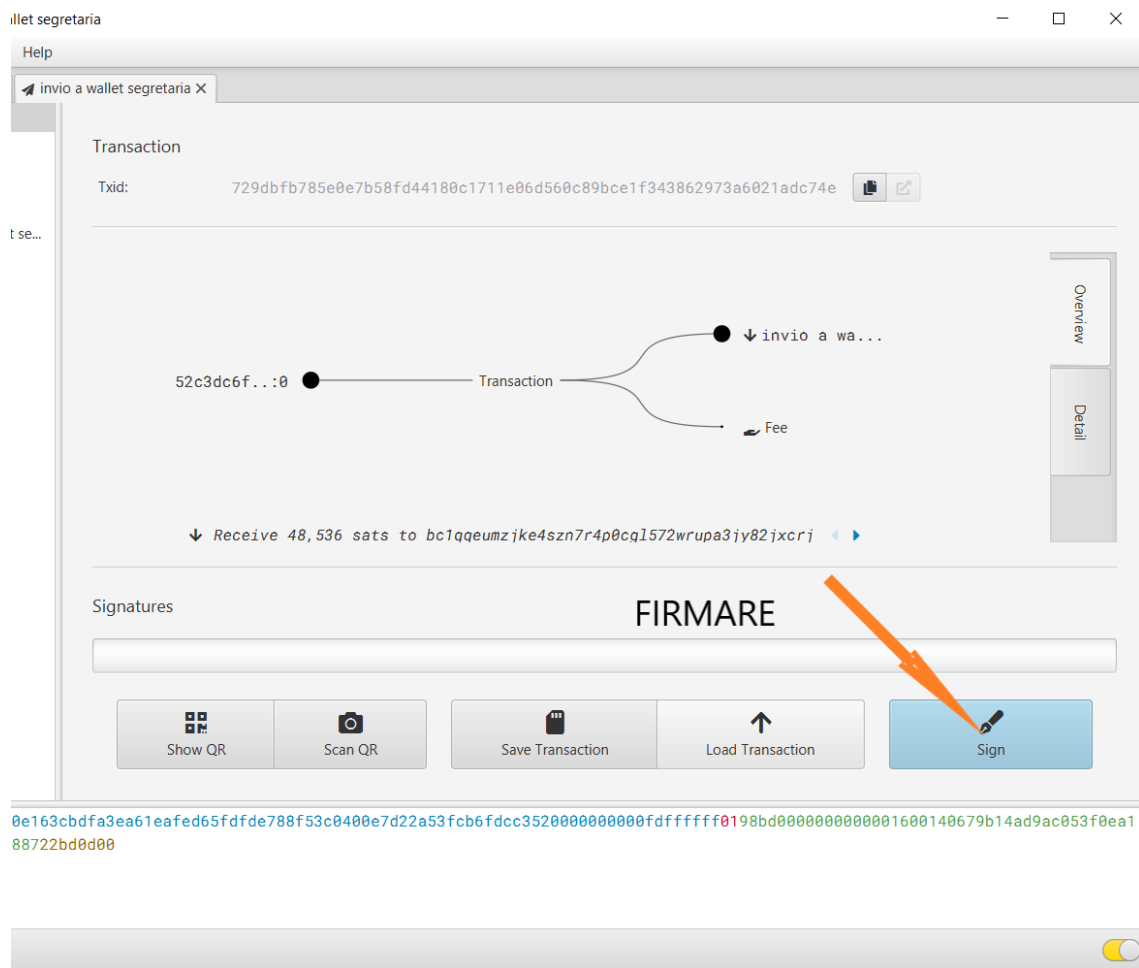 allet segretaria
Help
invio a wallet segretaria
Transaction
Txid: 729dbfb785e0e7b58fd44180c1711e06d560c89bce1f343862973a6021adc74e
t se...
Overview
invio a wa...
52c3dc6f..:0
Transaction
Detail
Fee
Receive 48,536 sats to bc1qqeumzjke4szn7r4p0cgl572wrupa3jy82jxcrj
Signatures
FIRMARE
Show QR
Scan QR
Save Transaction
Load Transaction
Sign
0e163cbdfa3ea61eafed65fdfde788f53c0400e7d22a53fcb6fdcc3520000000000fdffffff0198bd0000000000001600140679b14ad9ac053f0ea1
88722bd0d00